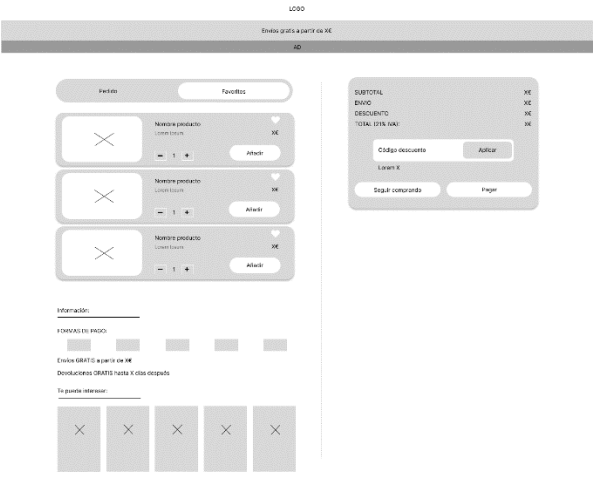 LOGO
Envíos gratis a partir de X€
AD
Pedido
Favoritos
Nombre producto
Lorem ipsum
X€
1
Añadir
Nombre producto
Lorem ipsum
X€
1
Añadir
Nombre producto
Lorem ipsum
X€
1
Añadir
Información:
FORMAS DE PAGO:
Envíos GRATIS a partir de X€
Devoluciones GRATIS hasta X días después
Te puede interesar:
SUBTOTAL X€
ENVIO X€
DESCUENTO X€
TOTAL (21% IVA): X€
Código descuento
Aplicar
Lorem X
Seguir comprando
Pagar